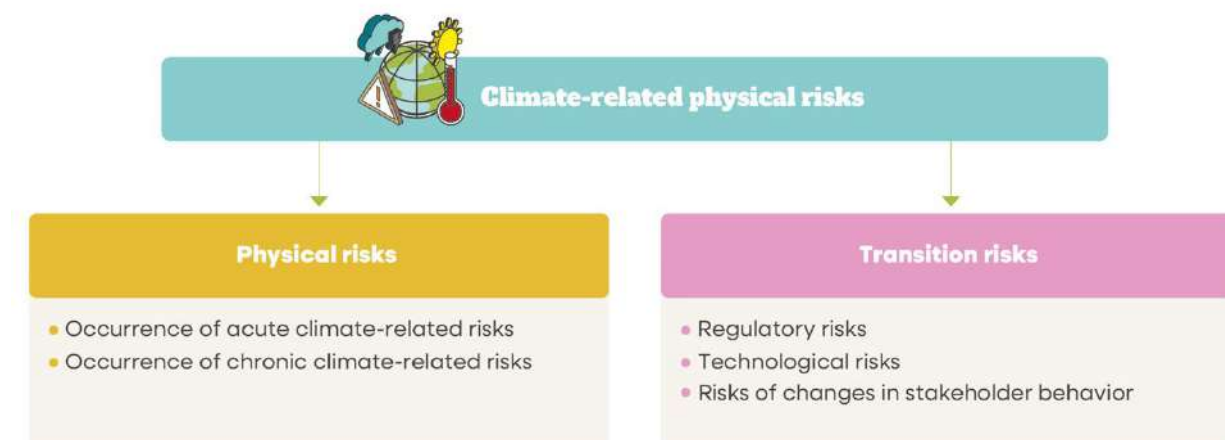 Climate-related physical risks
Physical risks
• Occurrence of acute climate-related risks
• Occurrence of chronic climate-related risks
Transition risks
• Regulatory risks
• Technological risks
• Risks of changes in stakeholder behavior